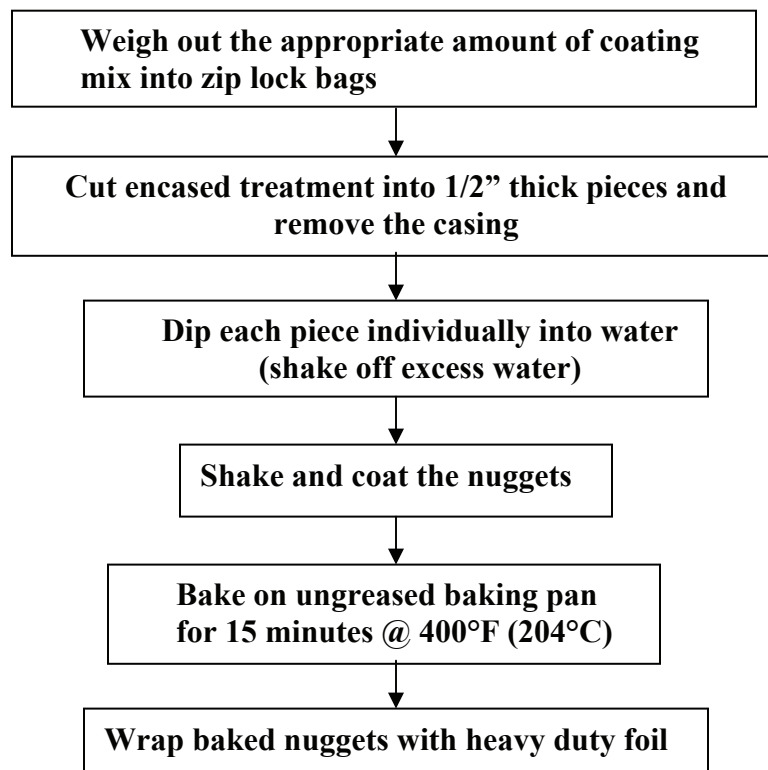 Weigh out the appropriate amount of coating
mix into zip lock bags
Cut encased treatment into 1/2” thick pieces and
remove the casing
Dip each piece individually into water
(shake off excess water)
Shake and coat the nuggets
Bake on ungreased baking pan
for 15 minutes @ 400°F (204°C)
Wrap baked nuggets with heavy duty foil